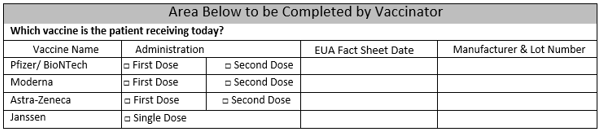 Area Below to be Completed by Vaccinator
Which vaccine is the patient receiving today?
Vaccine Name Administration EUA Fact Sheet Date Manufacturer & Lot Number
Pfizer/ BioNTech □ First Dose □ Second Dose
Moderna □ First Dose □ Second Dose
Astra-Zeneca □ First Dose □ Second Dose
Janssen □ Single Dose